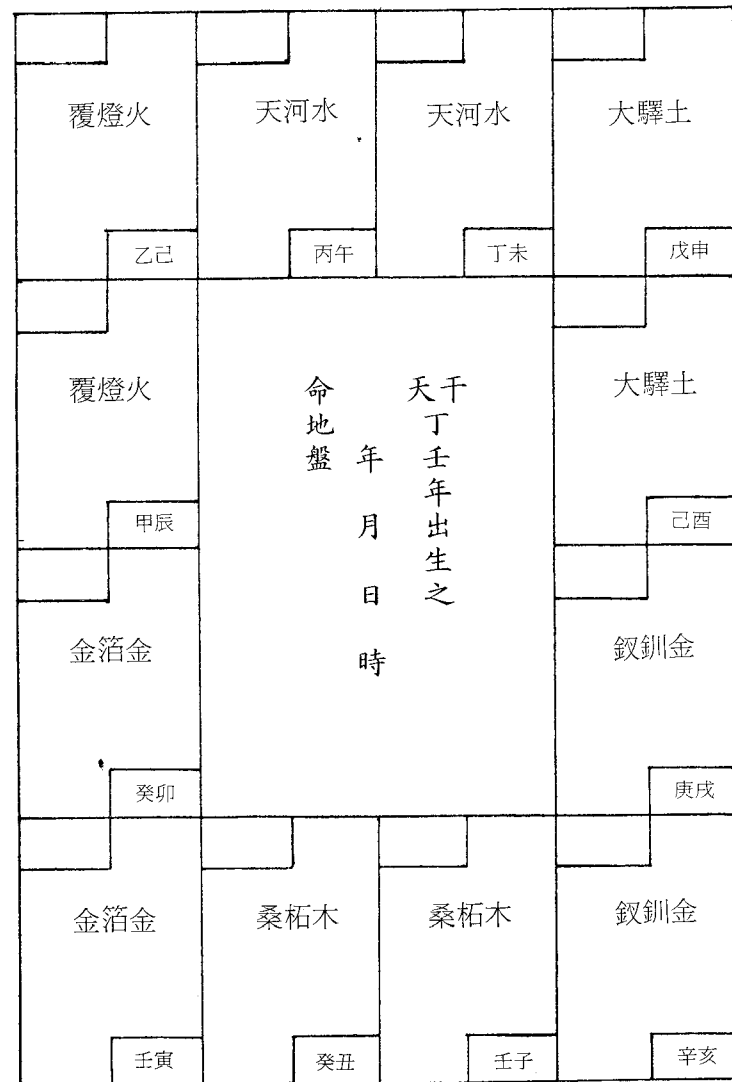 覆燈火
天河水
天河水
大驛土
乙己
丙午
丁未
戊申
覆燈火
大驛土
甲辰
己酉
天干
丁壬年出生之
年 月 日 時
命地盤
金箔金
釵釧金
癸卯
庚戌
金箔金
桑柘木
桑柘木
釵釧金
壬寅
癸丑
壬子
辛亥